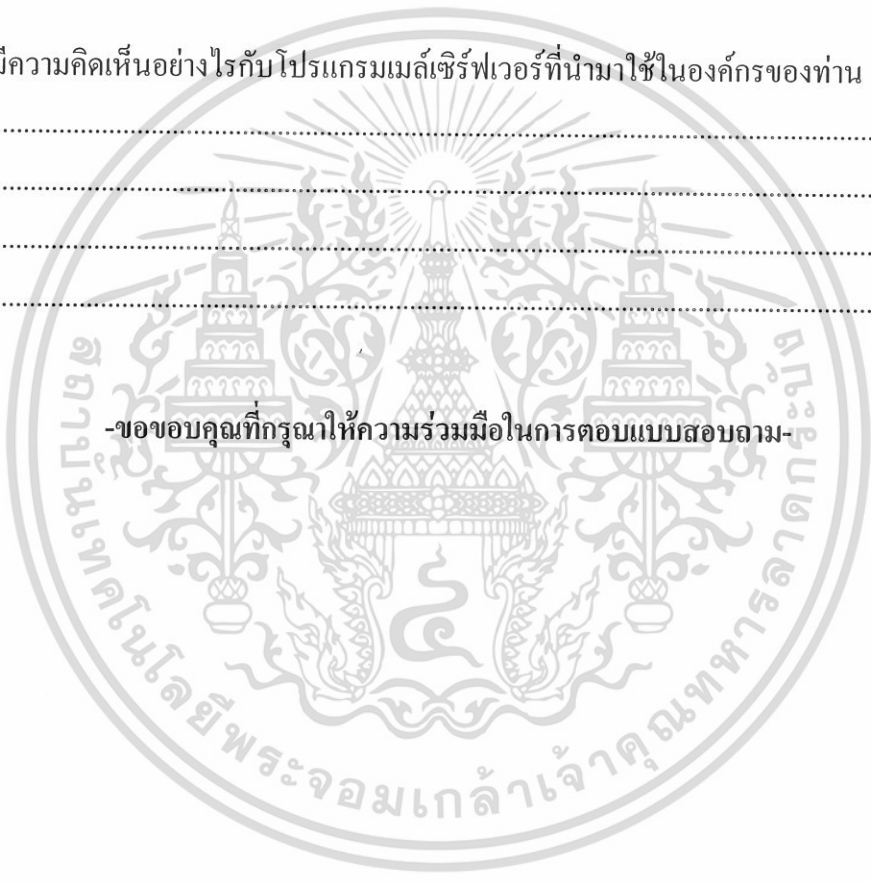 มีความคิดเห็นอย่างไรกับโปรแกรมเมล์เซิร์ฟเวอร์ที่นำมาใช้ในองค์กรของท่าน
-ขอขอบคุณที่กรุณาให้ความร่วมมือในการตอบแบบสอบถาม-
สถาบันเทคโนโลยีพระจอมเกล้าเจ้าคุณทหารลาดกระบัง